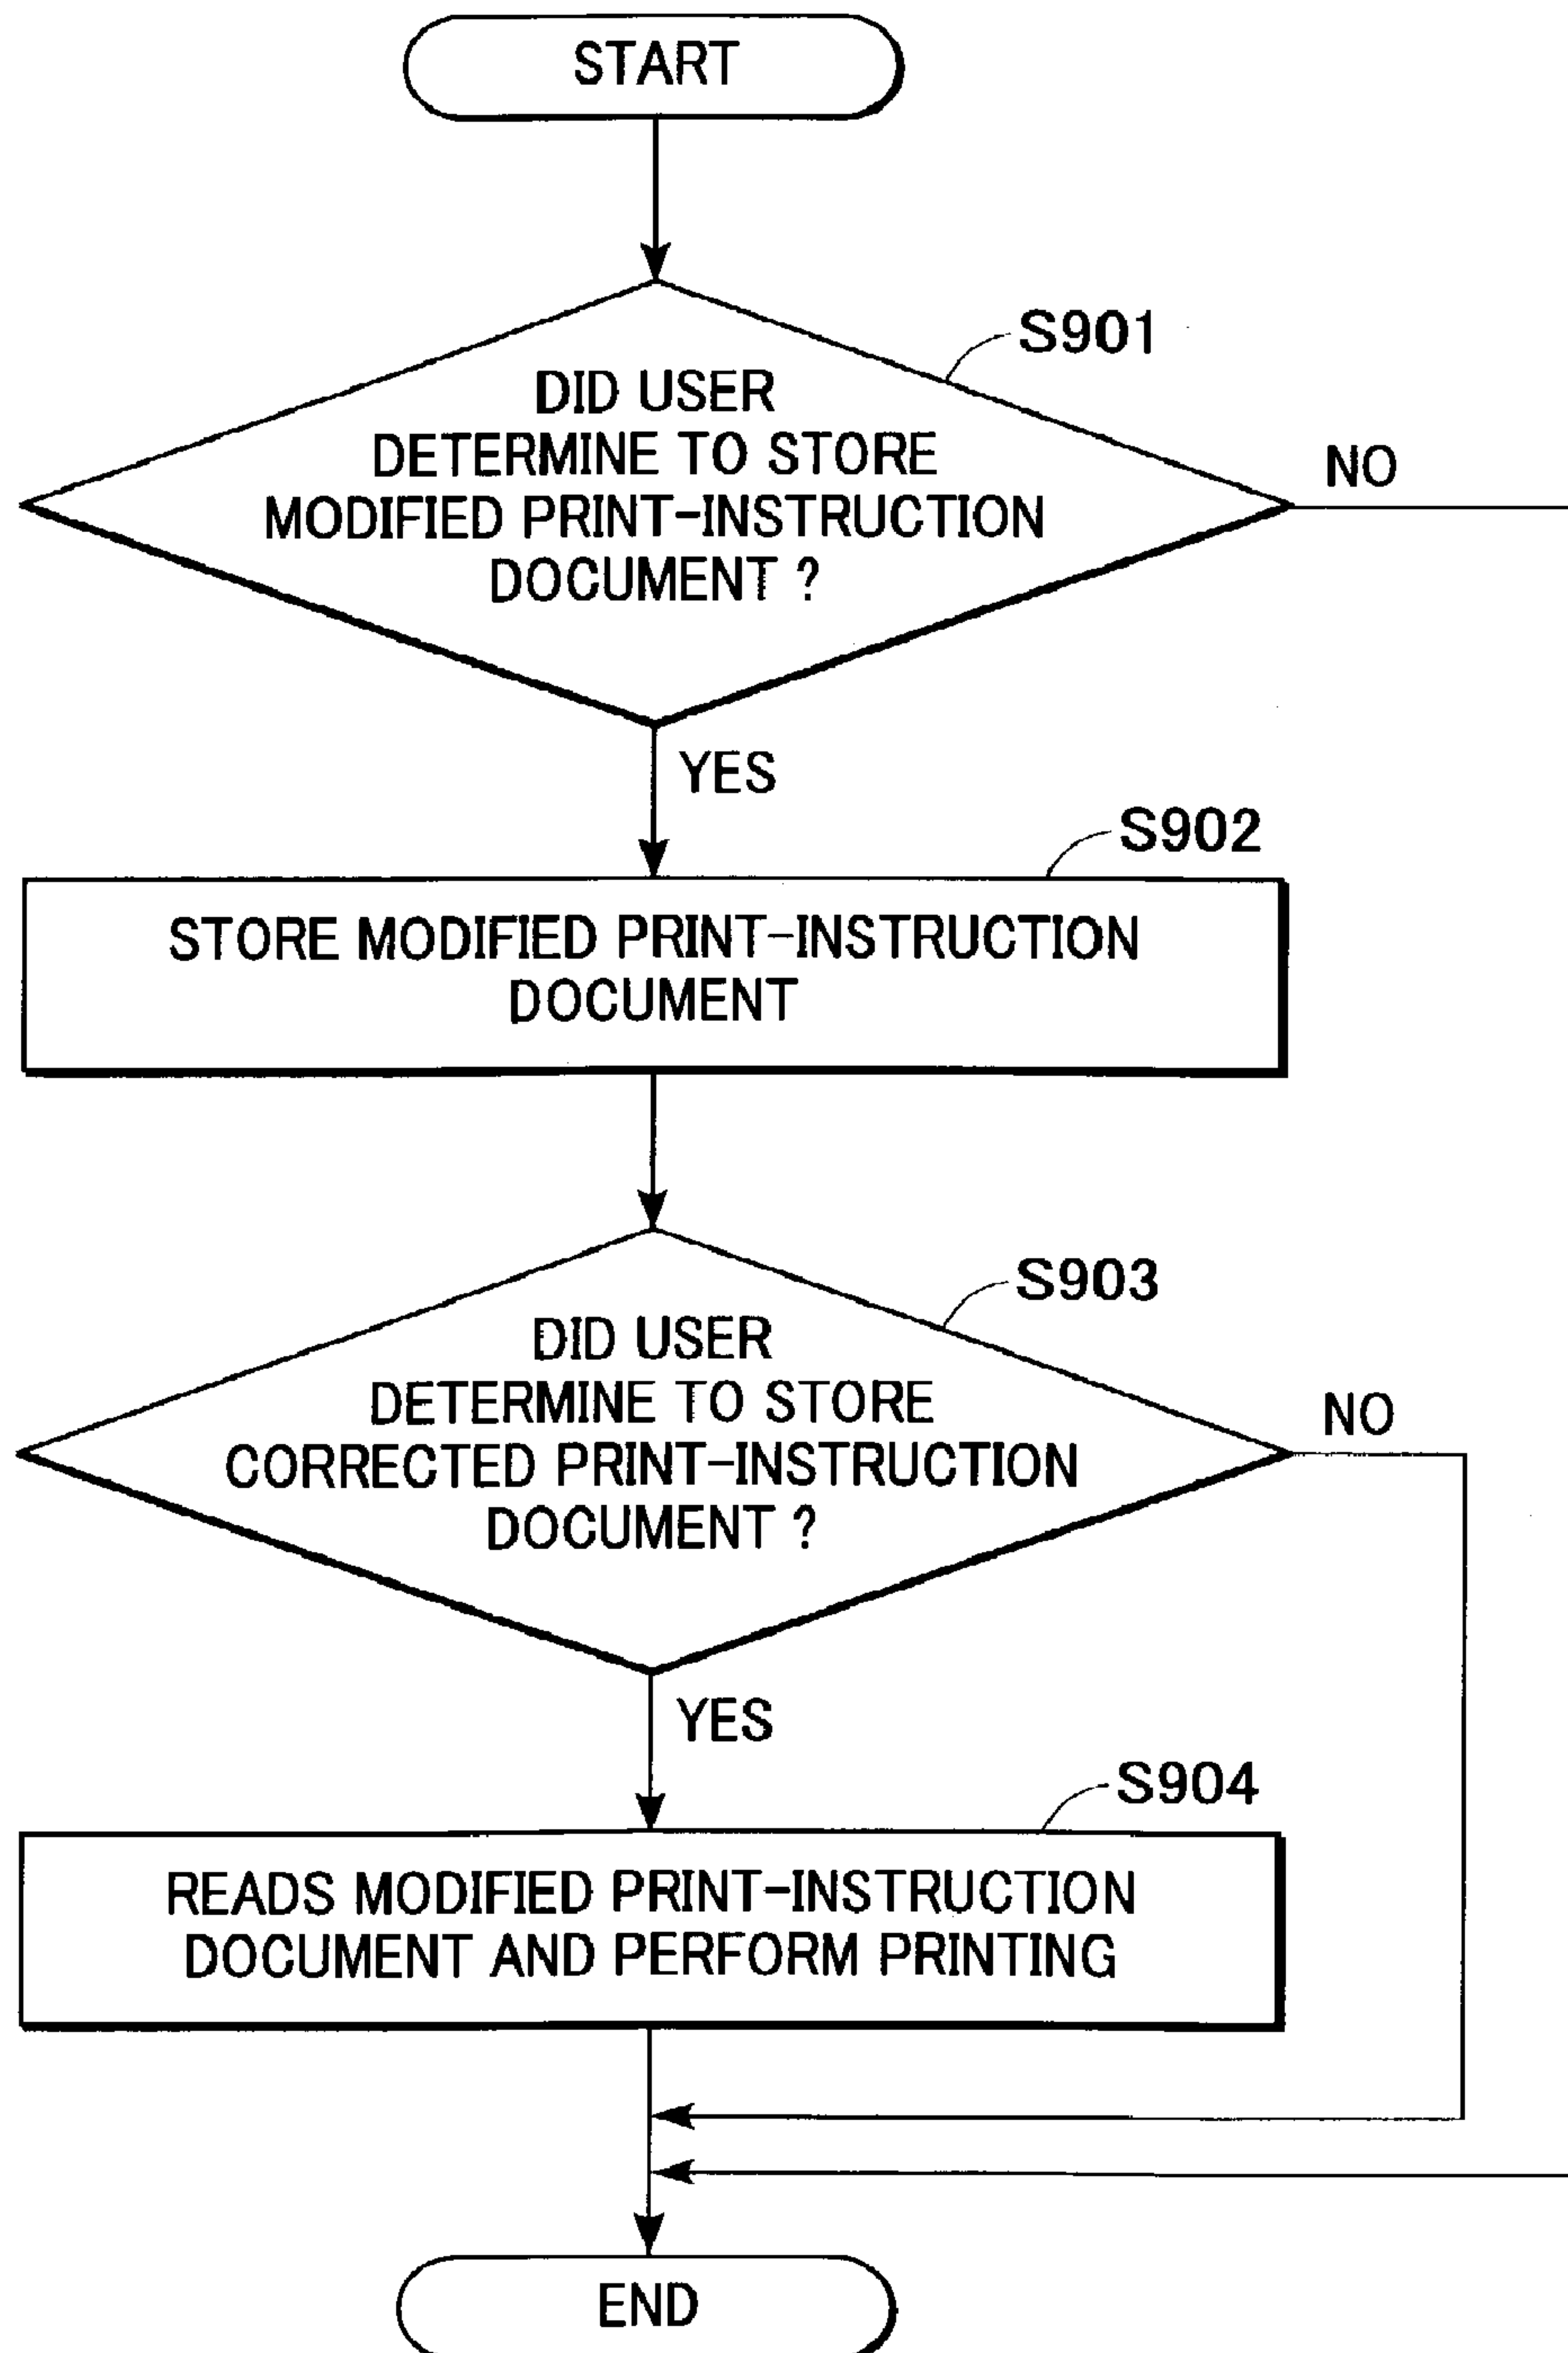 START
S901
DID USER
DETERMINE TO STORE
MODIFIED PRINT-INSTRUCTION
DOCUMENT ?
NO
YES
S902
STORE MODIFIED PRINT-INSTRUCTION
DOCUMENT
S903
DID USER
DETERMINE TO STORE
CORRECTED PRINT-INSTRUCTION
DOCUMENT ?
NO
YES
S904
READS MODIFIED PRINT-INSTRUCTION
DOCUMENT AND PERFORM PRINTING
END